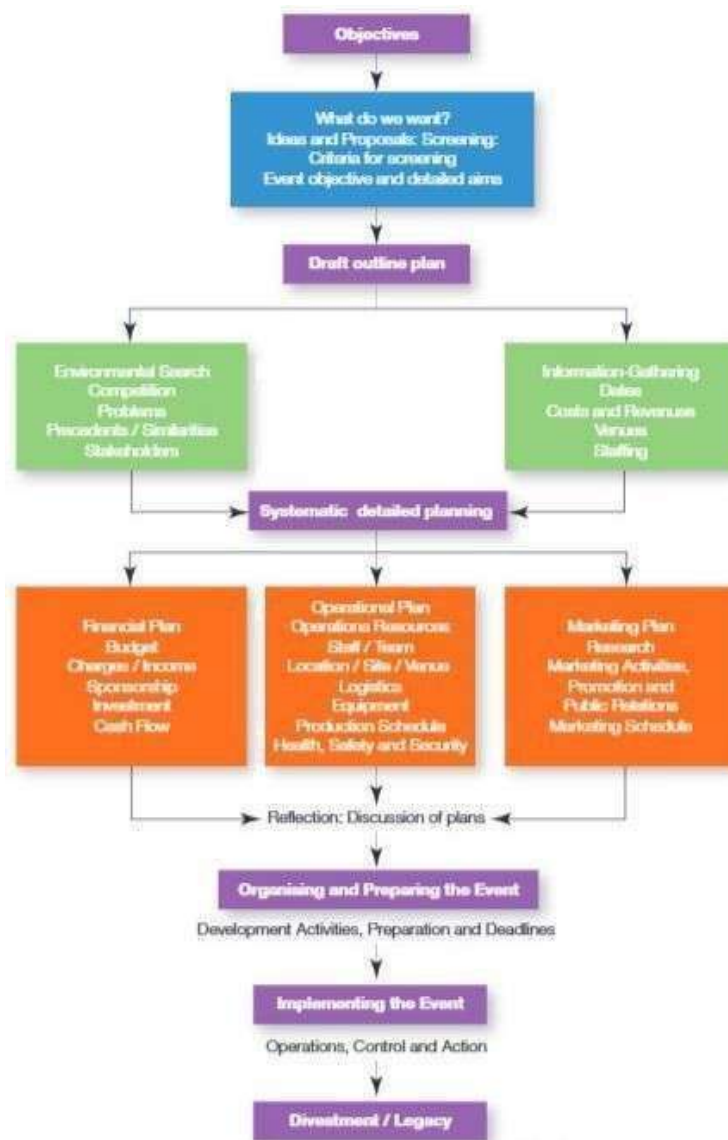 Objectives
What do we want?
Ideas and Proposals: Screening:
Criteria for screening
Event objective and detailed aims
Draft outline plan
Environmental Search
Competition
Problems
Precedents / Similarities
Stakeholders
Information-Gathering
Dates
Costs and Revenues
Venues
Staffing
Systematic detailed planning
Financial Plan
Budget
Charges / Income
Sponsorship
Investment
Cash Flow
Operational Plan
Operations Resources
Staff / Team
Location / Site / Venue
Logistics
Equipment
Production Schedule
Health, Safety and Security
Marketing Plan
Research
Marketing Activities,
Promotion and
Public Relations
Marketing Schedule
Reflection: Discussion of plans
Organising and Preparing the Event
Development Activities, Preparation and Deadlines
Implementing the Event
Operations, Control and Action
Divestment / Legacy